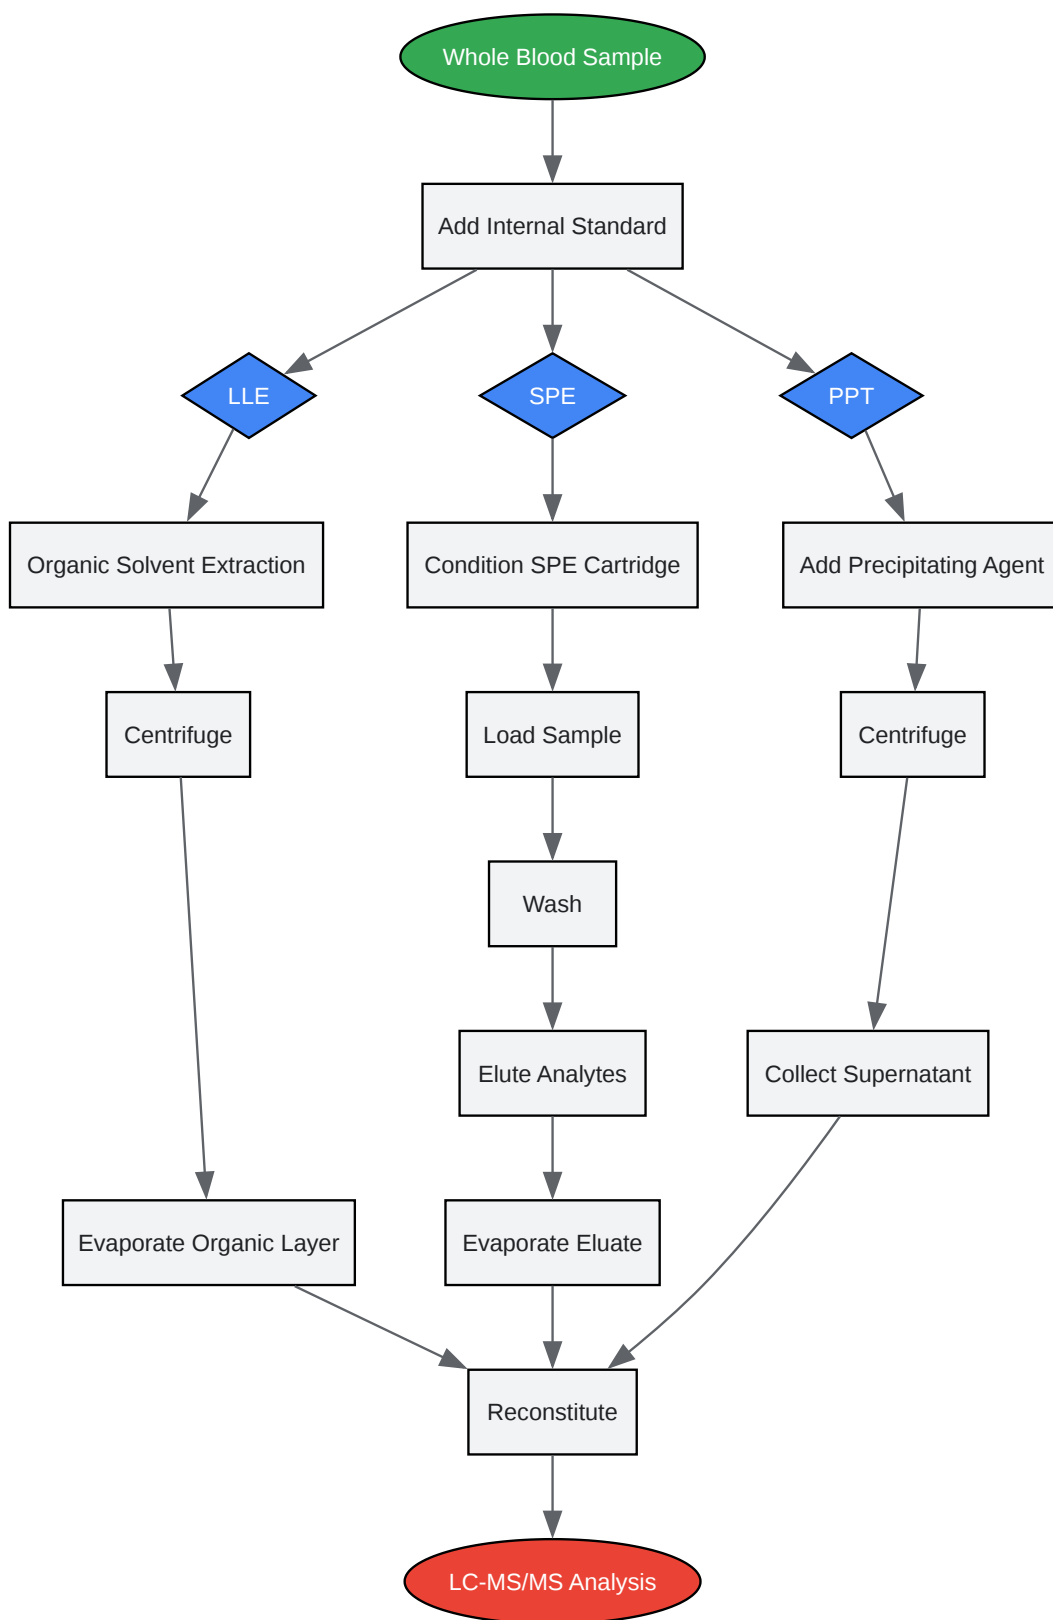 Whole Blood Sample
Add Internal Standard
LLE
SPE
PPT
Organic Solvent Extraction
Condition SPE Cartridge
Add Precipitating Agent
Centrifuge
Load Sample
Centrifuge
Wash
Elute Analytes
Collect Supernatant
Evaporate Organic Layer
Evaporate Eluate
Reconstitute
LC-MS/MS Analysis